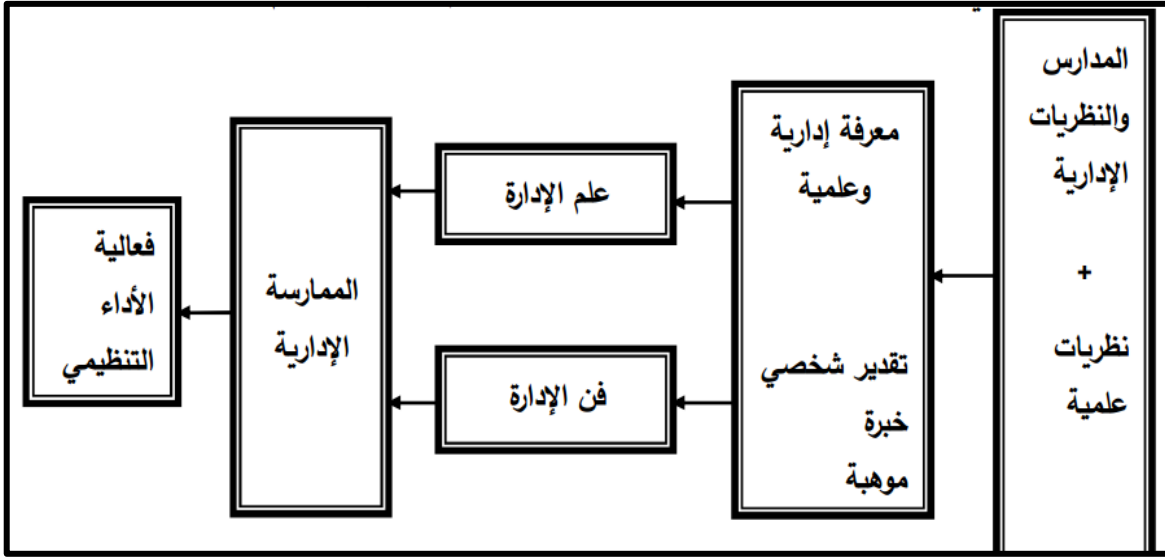 المدارس
والنظريات
الإدارية
+
نظريات
علمية
معرفة إدارية
وعلمية
تقدير شخصي
خبرة
موهبة
علم الإدارة
فن الإدارة
الممارسة
الإدارية
فعالية
الأداء
التنظيمي